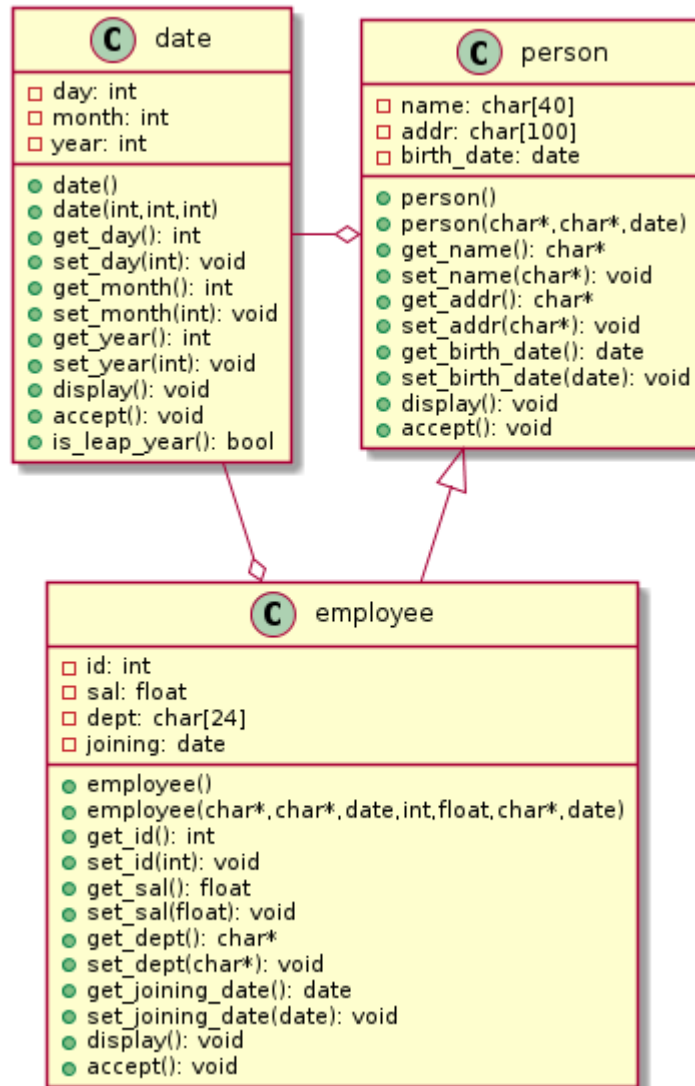 C date
day: int
month: int
year: int
date()
date(int,int,int)
get_day(): int
set_day(int): void
get_month(): int
set_month(int): void
get_year(): int
set_year(int): void
display(): void
accept(): void
is_leap_year(): bool
C person
name: char[40]
addr: char[100]
birth_date: date
person()
person(char*,char*,date)
get_name(): char*
set_name(char*): void
get_addr(): char*
set_addr(char*): void
get_birth_date(): date
set_birth_date(date): void
display(): void
accept(): void
C employee
id: int
sal: float
dept: char[24]
joining: date
employee()
employee(char*,char*,date,int,float,char*,date)
get_id(): int
set_id(int): void
get_sal(): float
set_sal(float): void
get_dept(): char*
set_dept(char*): void
get_joining_date(): date
set_joining_date(date): void
display(): void
accept(): void